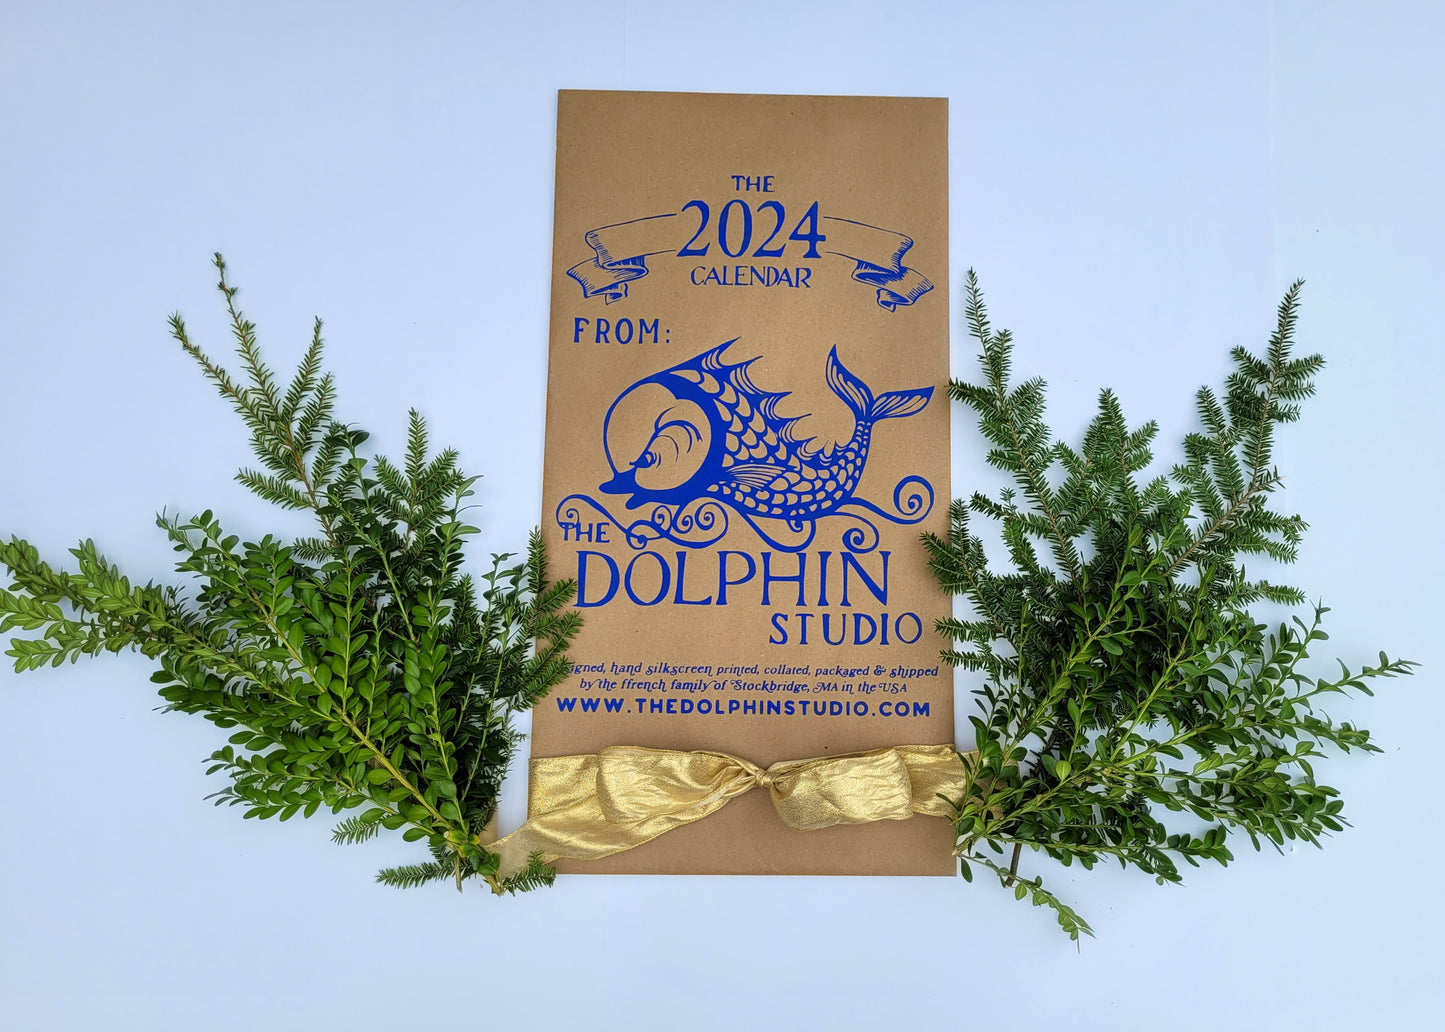 THE
2024
CALENDAR
FROM:
THE
DOLPHIN
STUDIO
hand silkscreen printed, collated, packaged & shipped
by the ffrench family of Stockbridge, MA in the USA
WWW.THEDOLPHINSTUDIO.COM